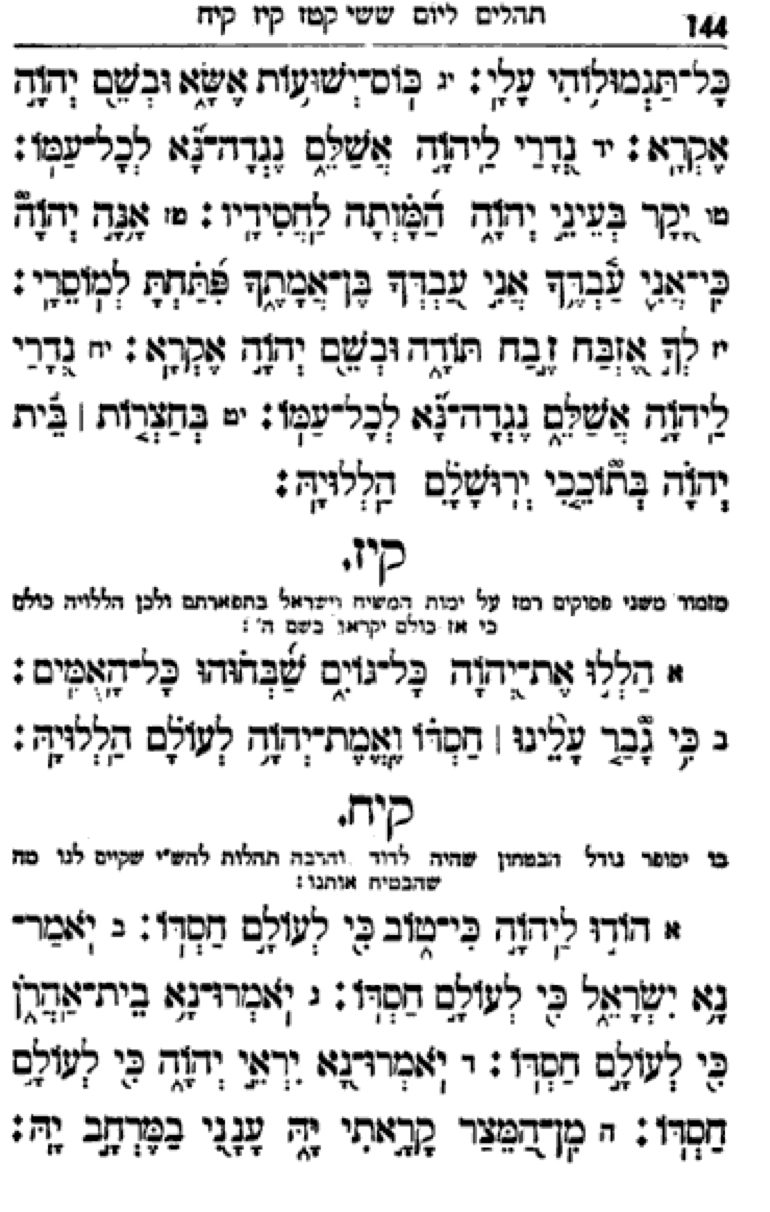 144 תהלים ליום ששי קטז קיז קיח
כׇּל־תַּגְמוּלוֹהִי עָלָי׃ יג כּוֹס־יְשׁוּעוֹת אֶשָּׂא וּבְשֵׁם יְהוָה
אֶקְרָא׃ יד נְדָרַי לַיהוָה אֲשַׁלֵּם נֶגְדָה־נָּא לְכׇל־עַמּוֹ׃
טו יָקָר בְּעֵינֵי יְהוָה הַמָּוְתָה לַחֲסִידָיו׃ טז אָנָּה יְהוָה
כִּי־אֲנִי עַבְדֶּךָ אֲנִי עַבְדְּךָ בֶּן־אֲמָתֶךָ פִּתַּחְתָּ לְמוֹסֵרָי׃
יז לְךָ אֶזְבַּח זֶבַח תּוֹדָה וּבְשֵׁם יְהוָה אֶקְרָא׃ יח נְדָרַי
לַיהוָה אֲשַׁלֵּם נֶגְדָה־נָּא לְכׇל־עַמּוֹ׃ יט בְּחַצְרוֹת | בֵּית
יְהוָה בְּתוֹכֵכִי יְרוּשָׁלִָם הַלְלוּיָהּ׃
קיז.
מזמור משני פסוקים רמז על ימות המשיח וישראל בתפארתם ולכן הללויה כולם
כי אז כולם יקראו בשם ה׳׃
א הַלְלוּ אֶת־יְהוָה כׇּל־גּוֹיִם שַׁבְּחוּהוּ כׇּל־הָאֻמִּים׃
ב כִּי גָבַר עָלֵינוּ | חַסְדּוֹ וֶאֱמֶת־יְהוָה לְעוֹלָם הַלְלוּיָהּ׃
קיח.
בו יסופר גודל הבטחון שהיה לדוד והרבה תהלות להש״י שקיים לנו מה
שהבטיח אותנו׃
א הוֹדוּ לַיהוָה כִּי־טוֹב כִּי לְעוֹלָם חַסְדּוֹ׃ ב יֹאמַר־
נָא יִשְׂרָאֵל כִּי לְעוֹלָם חַסְדּוֹ׃ ג יֹאמְרוּ־נָא בֵית־אַהֲרֹן
כִּי לְעוֹלָם חַסְדּוֹ׃ ד יֹאמְרוּ־נָא יִרְאֵי יְהוָה כִּי לְעוֹלָם
חַסְדּוֹ׃ ה מִן־הַמֵּצַר קָרָאתִי יָּהּ עָנָנִי בַמֶּרְחָב יָהּ׃